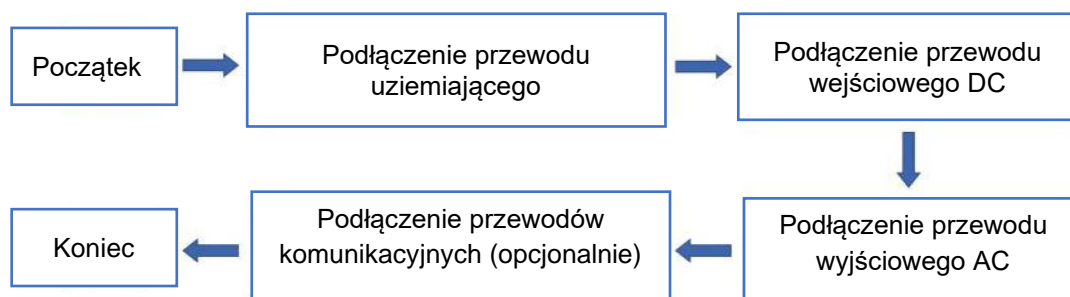 Początek
Podłączenie przewodu
uziemiającego
Podłączenie przewodu
wejściowego DC
Podłączenie przewodu
wyjściowego AC
Podłączenie przewodów
komunikacyjnych (opcjonalnie)
Koniec